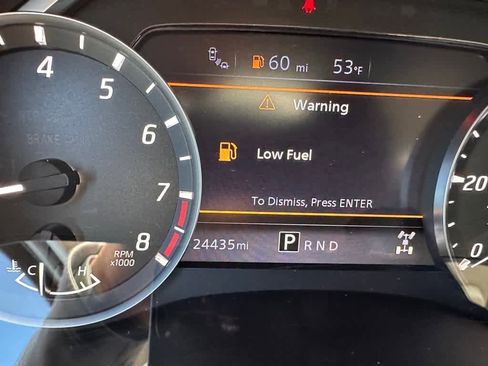 60 mi 53°F
Warning
Low Fuel
To Dismiss, Press ENTER
24435mi P R N D
4
5
6
7
8
BRAKE
RPM
x1000
C H
20
0